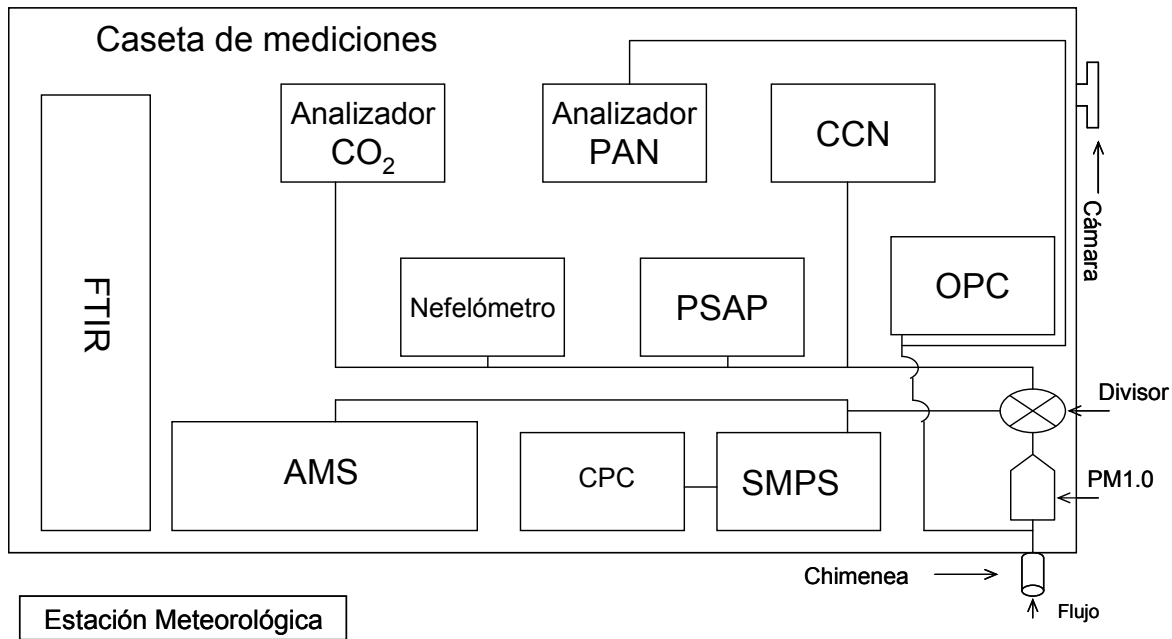 Caseta de mediciones
Analizador
CO₂
Analizador
PAN
CCN
Cámara
FTIR
Nefelómetro
PSAP
OPC
Divisor
AMS
CPC
SMPS
PM1.0
Chimenea
Flujo
Estación Meteorológica